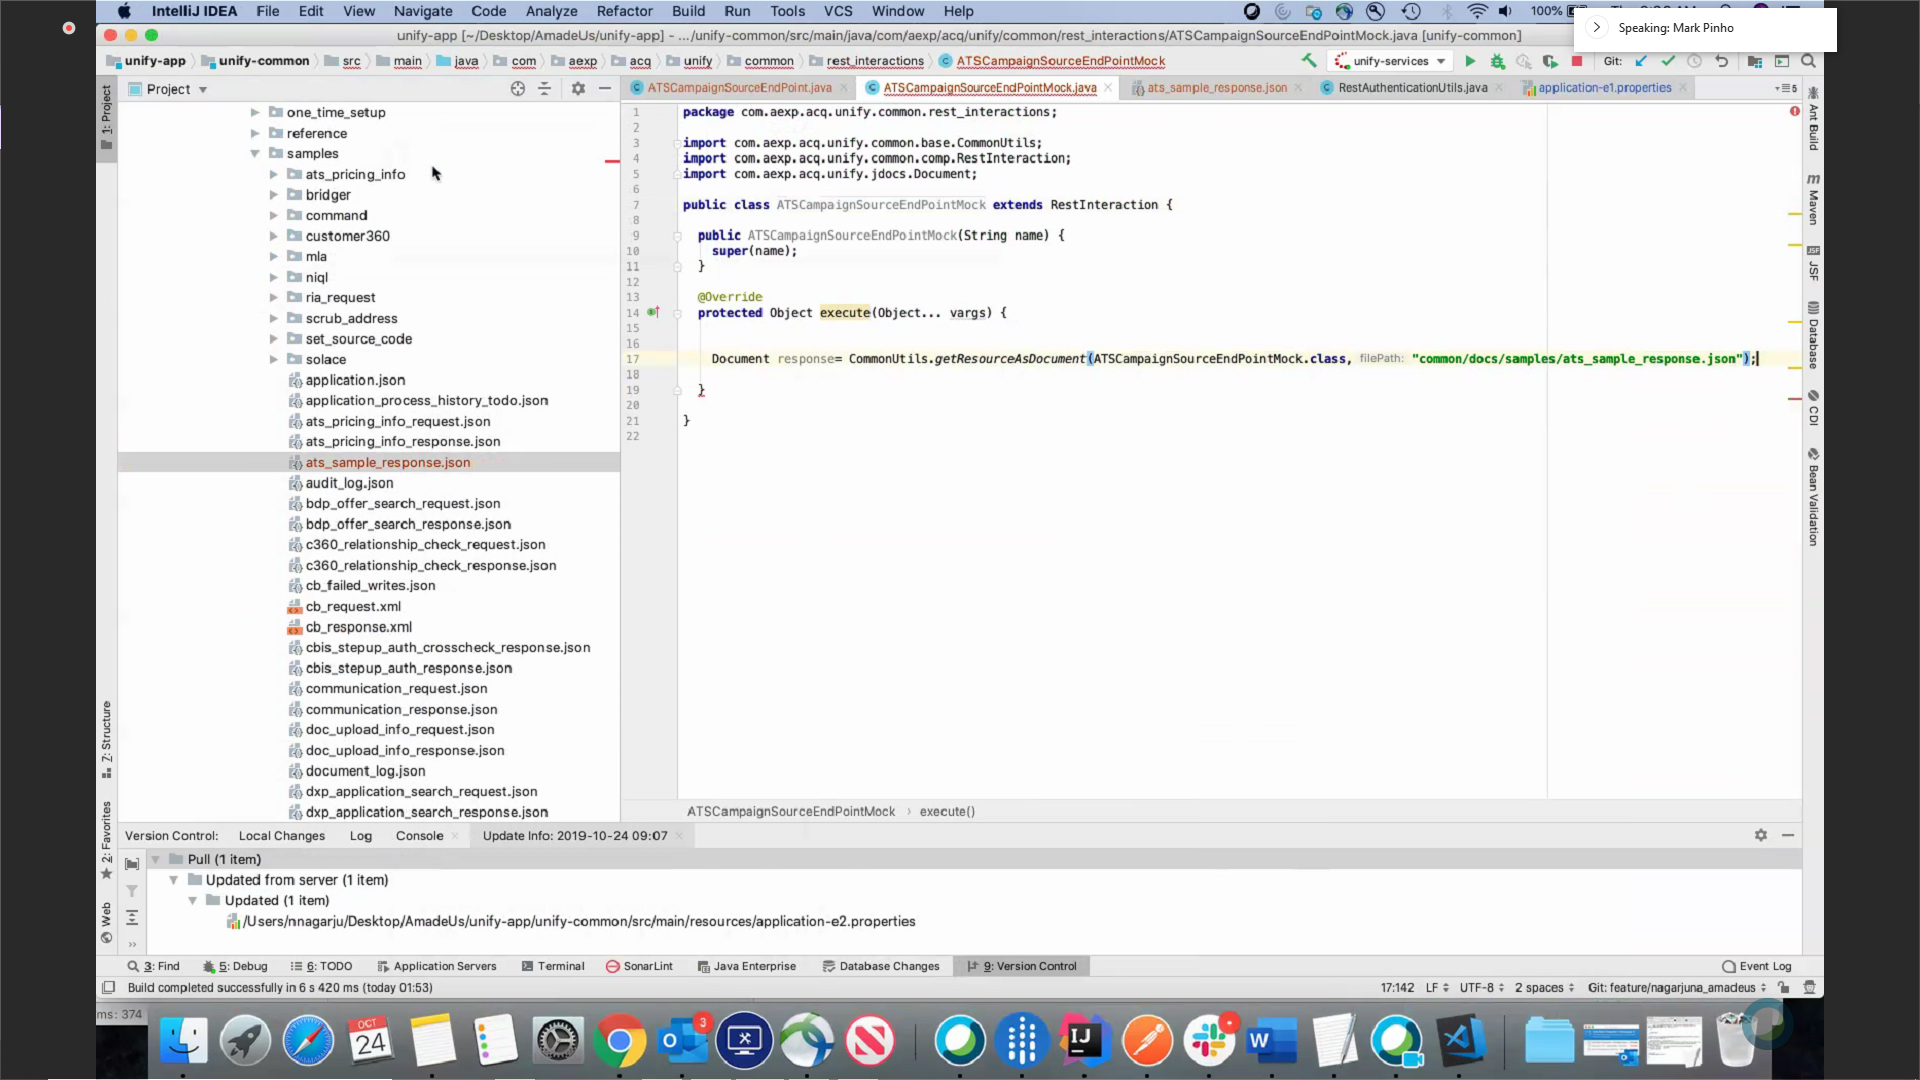 IntelliJ IDEA File Edit View Navigate Code Analyze Refactor Build Run Tools VCS Window Help 100%
Speaking: Mark Pinho
unify-app [~/Desktop/AmadeUs/unify-app] - .../unify-common/src/main/java/com/aexp/acq/unify/common/rest_interactions/ATSCampaignSourceEndPointMock.java [unify-common]
unify-app unify-common src main java com aexp acq unify common rest_interactions ATSCampaignSourceEndPointMock unify-services Git:
Project
ATSCampaignSourceEndPoint.java ATSCampaignSourceEndPointMock.java ats_sample_response.json RestAuthenticationUtils.java application-e1.properties
1: Project
Z: Structure
2: Favorites
Web
one_time_setup
reference
samples
ats_pricing_info
bridger
command
customer360
mla
niql
ria_request
scrub_address
set_source_code
solace
application.json
application_process_history_todo.json
ats_pricing_info_request.json
ats_pricing_info_response.json
ats_sample_response.json
audit_log.json
bdp_offer_search_request.json
bdp_offer_search_response.json
c360_relationship_check_request.json
c360_relationship_check_response.json
cb_failed_writes.json
cb_request.xml
cb_response.xml
cbis_stepup_auth_crosscheck_response.json
cbis_stepup_auth_response.json
communication_request.json
communication_response.json
doc_upload_info_request.json
doc_upload_info_response.json
document_log.json
dxp_application_search_request.json
dxp_application_search_response.json
1 package com.aexp.acq.unify.common.rest_interactions;
2
3 import com.aexp.acq.unify.common.base.CommonUtils;
4 import com.aexp.acq.unify.common.comp.RestInteraction;
5 import com.aexp.acq.unify.jdocs.Document;
6
7 public class ATSCampaignSourceEndPointMock extends RestInteraction {
8
9 public ATSCampaignSourceEndPointMock(String name) {
10 super(name);
11 }
12
13 @Override
14 protected Object execute(Object... vargs) {
15
16
17 Document response= CommonUtils.getResourceAsDocument(ATSCampaignSourceEndPointMock.class, filePath: "common/docs/samples/ats_sample_response.json");
18
19 }
20
21 }
22
Ant Build
Maven
JSF
Database
CDI
Bean Validation
ATSCampaignSourceEndPointMock › execute()
Version Control: Local Changes Log Console Update Info: 2019-10-24 09:07
Pull (1 item)
Updated from server (1 item)
Updated (1 item)
/Users/nnagarju/Desktop/AmadeUs/unify-app/unify-common/src/main/resources/application-e2.properties
3: Find 5: Debug 6: TODO Application Servers Terminal SonarLint Java Enterprise Database Changes 9: Version Control Event Log
Build completed successfully in 6 s 420 ms (today 01:53) 17:142 LF UTF-8 2 spaces Git: feature/nagarjuna_amadeus
ms: 374
OCT
24
3